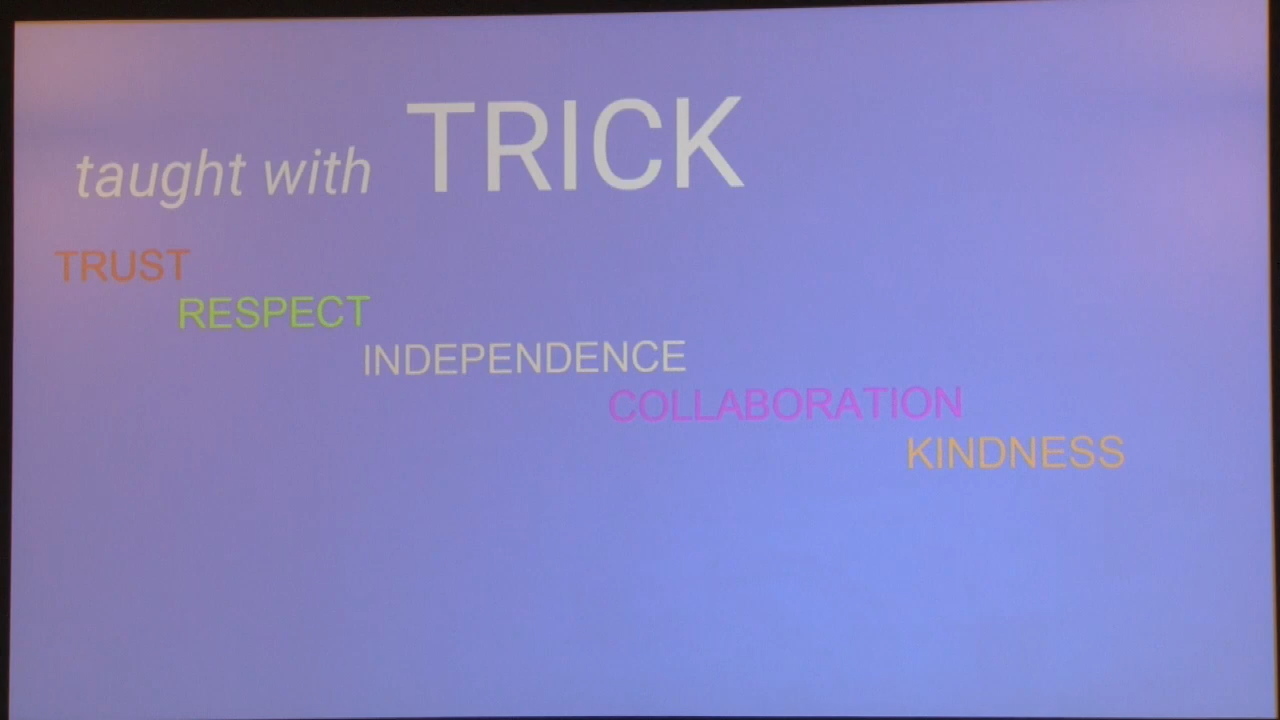 taught with TRICK
TRUST
RESPECT
INDEPENDENCE
COLLABORATION
KINDNESS